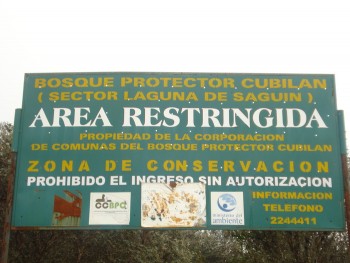 BOSQUE PROTECTOR CUBILAN
( SECTOR LAGUNA DE SAGUIN )
AREA RESTRINGIDA
PROPIEDAD DE LA CORPORACION
DE COMUNAS DEL BOSQUE PROTECTOR CUBILAN
ZONA DE CONSERVACION
PROHIBIDO EL INGRESO SIN AUTORIZACION
INFORMACION
TELEFONO
2244411
ambiente